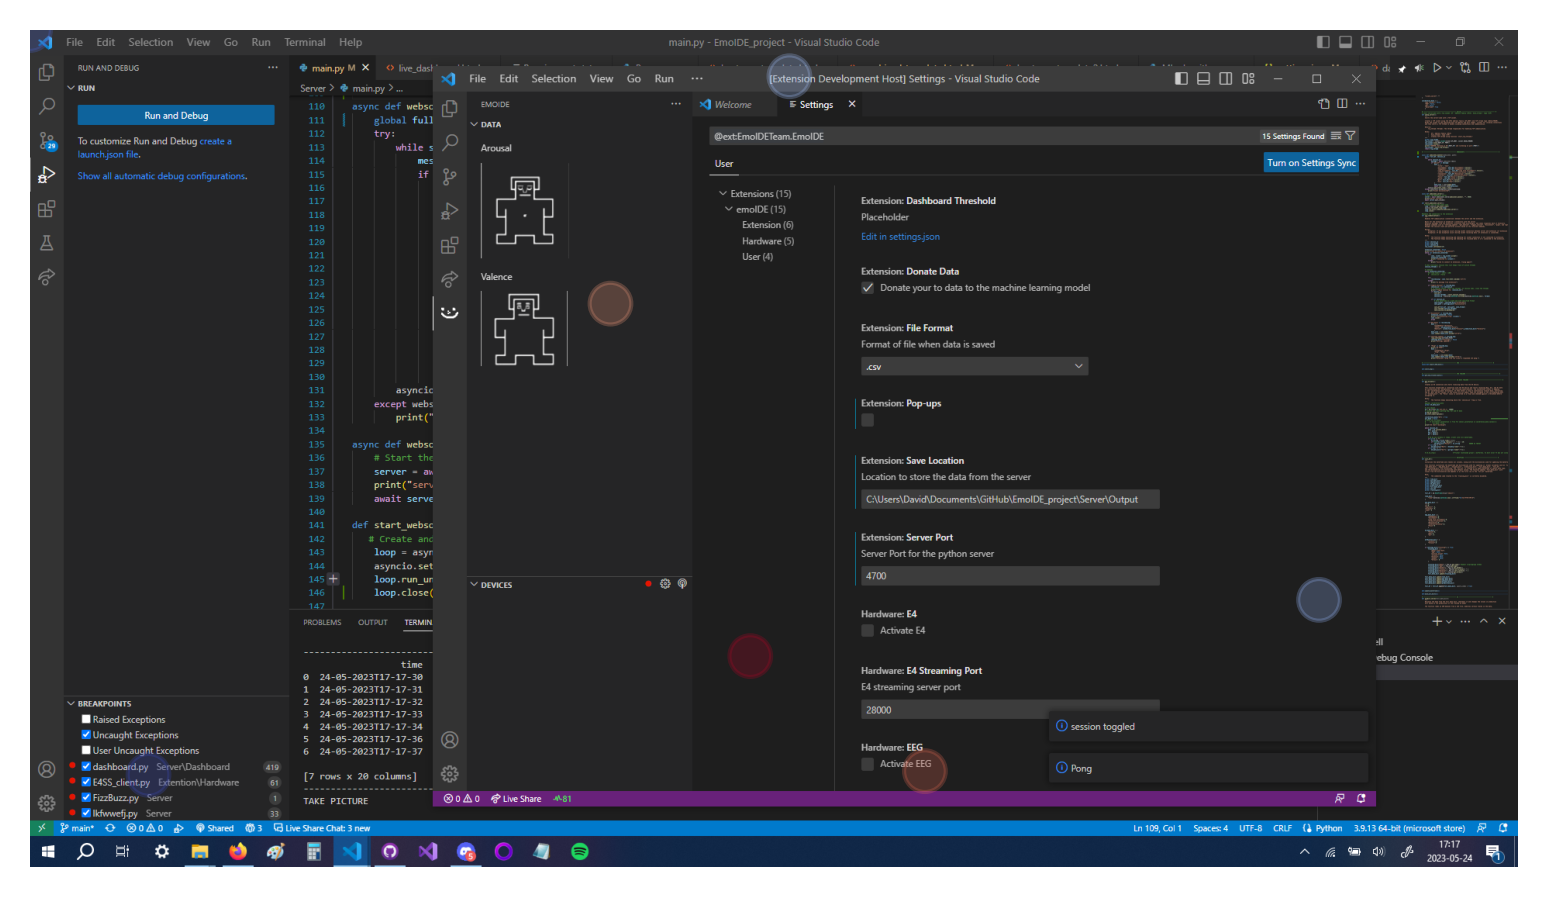 File Edit Selection View Go Run Terminal Help
main.py - EmoIDE_project - Visual Studio Code
RUN AND DEBUG
RUN
Run and Debug
To customize Run and Debug create a
launch.json file.
Show all automatic debug configurations.
BREAKPOINTS
Raised Exceptions
Uncaught Exceptions
User Uncaught Exceptions
dashboard.py Server\Dashboard 419
E4SS_client.py Extention\Hardware 61
FizzBuzz.py Server 1
lkfwwefj.py Server 33
main.py M
Server > main.py > ...
110 async def websc
111 global full
112 try:
113 while s
114 mes
115 if
116
117
118
119
120
121
122
123
124
125
126
127
128
129
130
131 asyncio
132 except webs
133 print("
134
135 async def websc
136 # Start the
137 server = aw
138 print("serv
139 await serve
140
141 def start_websc
142 # Create and
143 loop = asyn
144 asyncio.set
145 loop.run_un
146 loop.close(
147
PROBLEMS OUTPUT TERMIN
time
0 24-05-2023T17-17-30
1 24-05-2023T17-17-31
2 24-05-2023T17-17-32
3 24-05-2023T17-17-33
4 24-05-2023T17-17-34
5 24-05-2023T17-17-36
6 24-05-2023T17-17-37
[7 rows x 20 columns]
TAKE PICTURE
File Edit Selection View Go Run ...
[Extension Development Host] Settings - Visual Studio Code
EMOIDE
DATA
Arousal
Valence
DEVICES
Welcome
Settings
@ext:EmoIDETeam.EmoIDE
15 Settings Found
User
Turn on Settings Sync
Extensions (15)
emoIDE (15)
Extension (6)
Hardware (5)
User (4)
Extension: Dashboard Threshold
Placeholder
Edit in settings.json
Extension: Donate Data
Donate your to data to the machine learning model
Extension: File Format
Format of file when data is saved
.csv
Extension: Pop-ups
Extension: Save Location
Location to store the data from the server
C:\Users\David\Documents\GitHub\EmoIDE_project\Server\Output
Extension: Server Port
Server Port for the python server
4700
Hardware: E4
Activate E4
Hardware: E4 Streaming Port
E4 streaming server port
28000
Hardware: EEG
Activate EEG
session toggled
Pong
0 0 Live Share -81
ell
ebug Console
main* 0 0 Shared 3 Live Share Chat: 3 new
Ln 109, Col 1 Spaces: 4 UTF-8 CRLF Python 3.9.13 64-bit (microsoft store)
17:17
2023-05-24